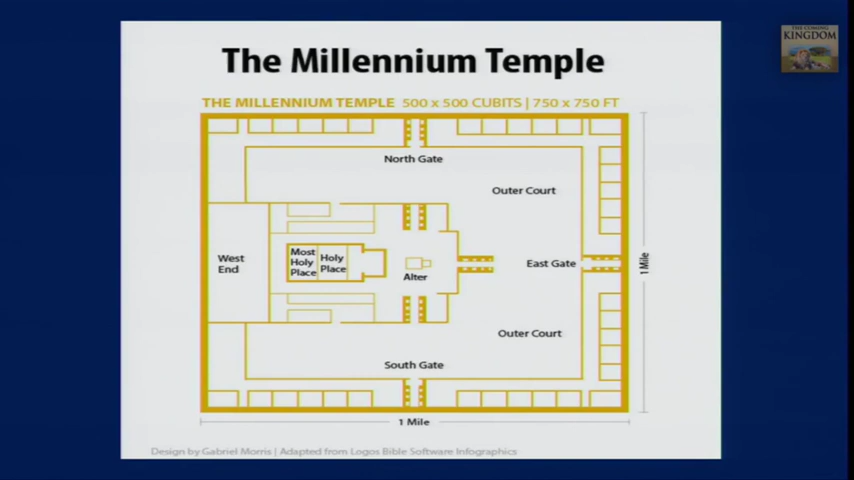 THE COMING
KINGDOM
The Millennium Temple
THE MILLENNIUM TEMPLE 500 x 500 CUBITS | 750 x 750 FT
North Gate
Outer Court
West
End
Most
Holy
Place
Holy
Place
Alter
East Gate
1 Mile
Outer Court
South Gate
1 Mile
Design by Gabriel Morris | Adapted from Logos Bible Software Infographics